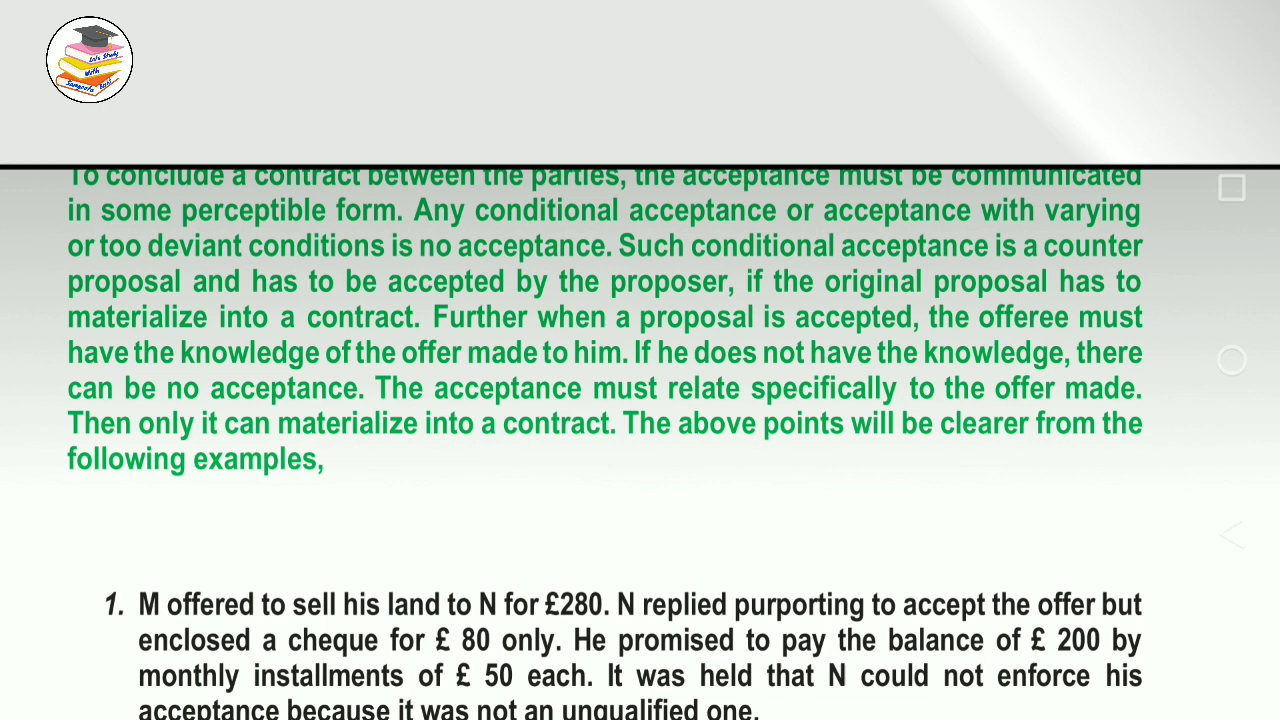 Let's Study
With
To conclude a contract between the parties, the acceptance must be communicated
in some perceptible form. Any conditional acceptance or acceptance with varying
or too deviant conditions is no acceptance. Such conditional acceptance is a counter
proposal and has to be accepted by the proposer, if the original proposal has to
materialize into a contract. Further when a proposal is accepted, the offeree must
have the knowledge of the offer made to him. If he does not have the knowledge, there
can be no acceptance. The acceptance must relate specifically to the offer made.
Then only it can materialize into a contract. The above points will be clearer from the
following examples,
1. M offered to sell his land to N for £280. N replied purporting to accept the offer but
enclosed a cheque for £ 80 only. He promised to pay the balance of £ 200 by
monthly installments of £ 50 each. It was held that N could not enforce his
acceptance because it was not an unqualified one.